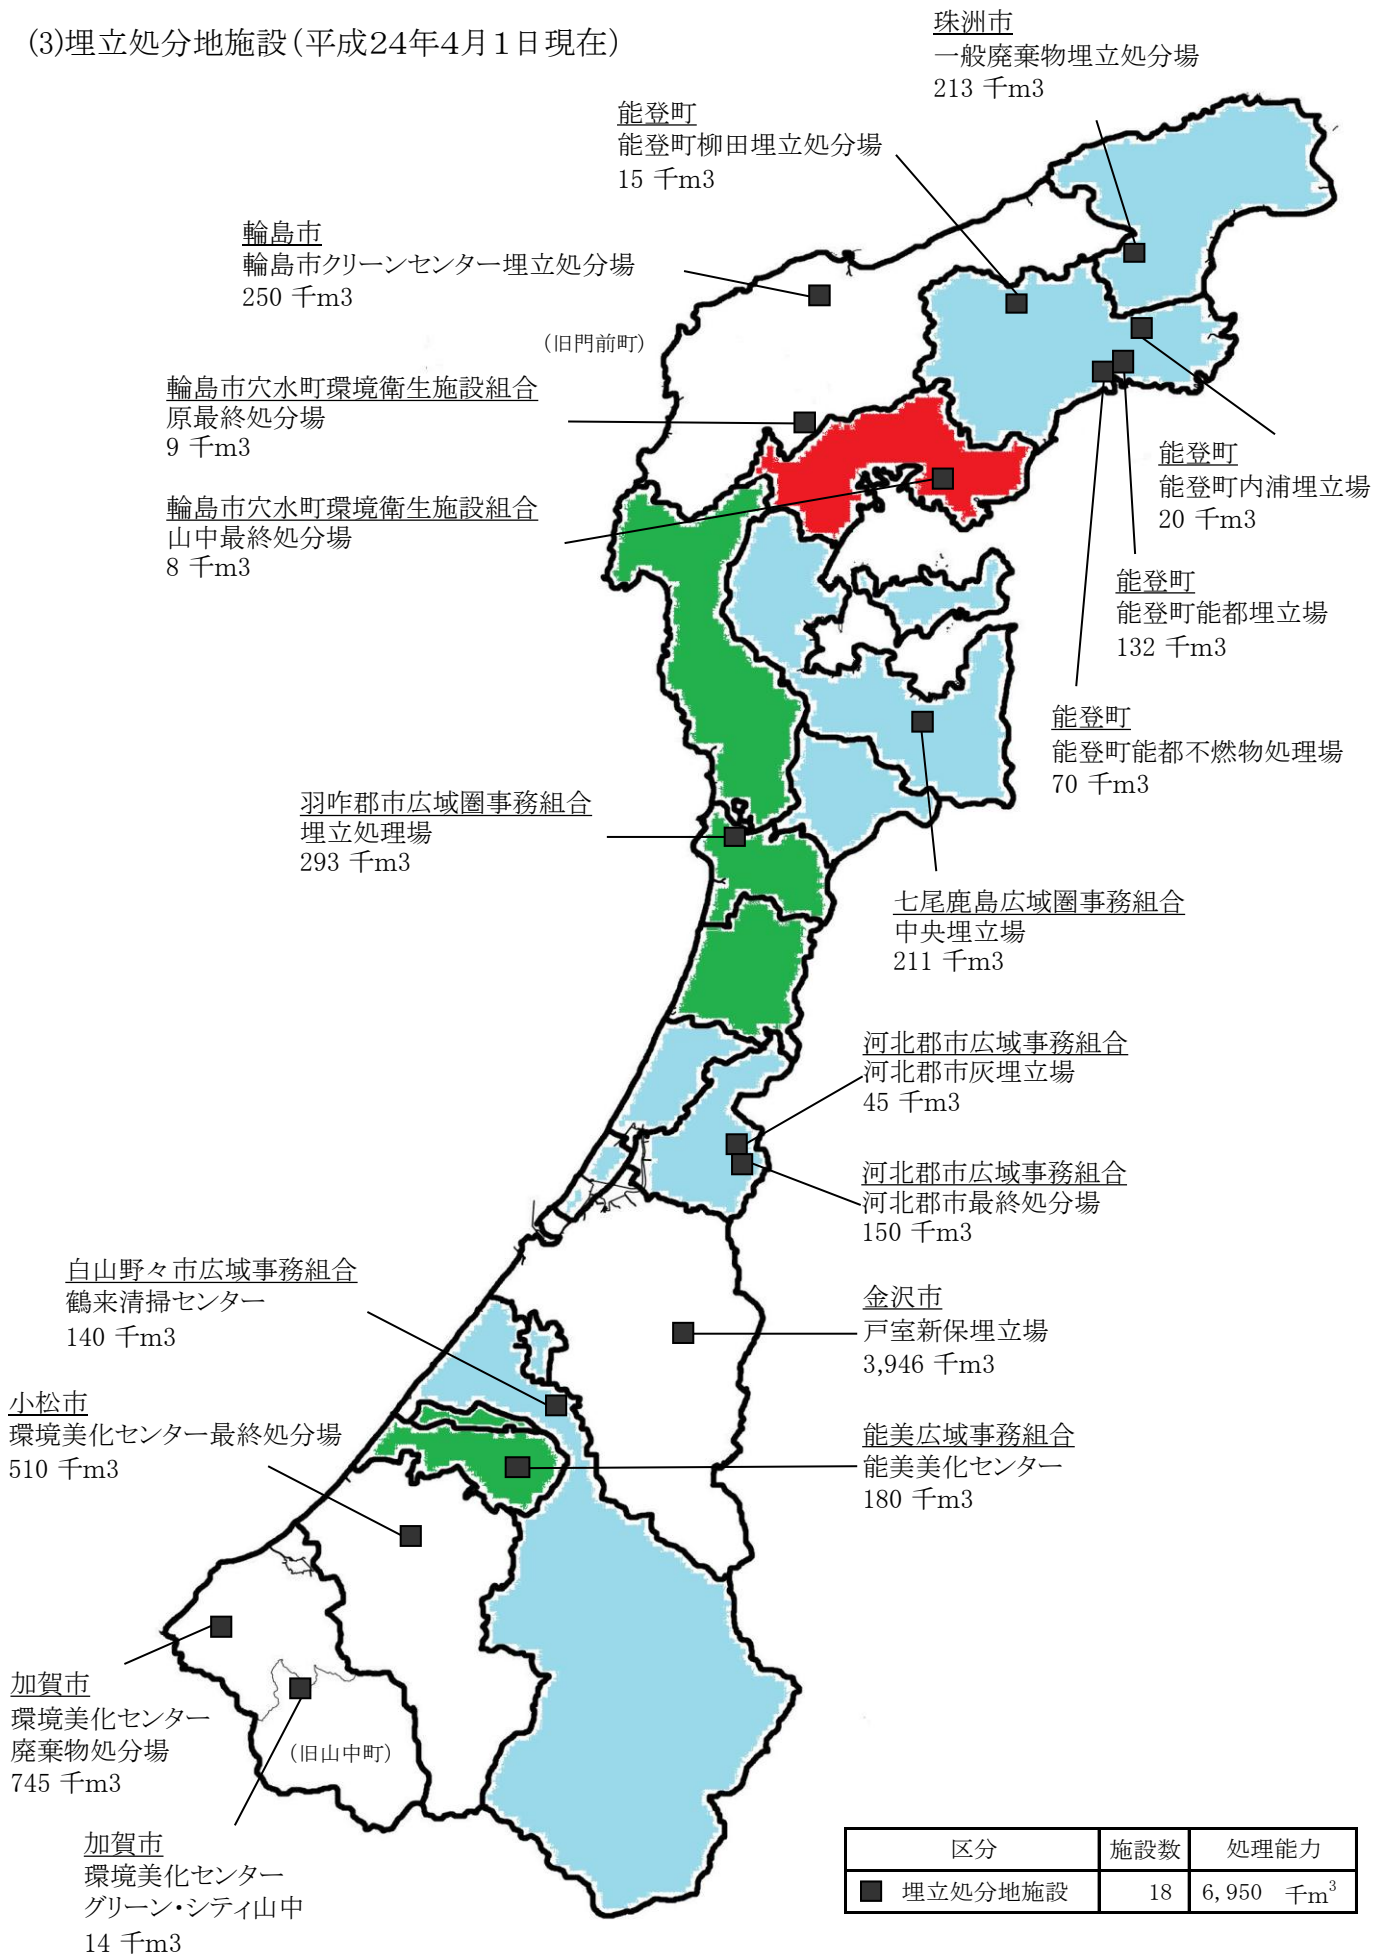 (3)埋立処分地施設(平成24年4月1日現在)
珠洲市
一般廃棄物埋立処分場
213 千m3
能登町
能登町柳田埋立処分場
15 千m3
輪島市
輪島市クリーンセンター埋立処分場
250 千m3
(旧門前町)
輪島市穴水町環境衛生施設組合
原最終処分場
9 千m3
輪島市穴水町環境衛生施設組合
山中最終処分場
8 千m3
能登町
能登町内浦埋立場
20 千m3
能登町
能登町能都埋立場
132 千m3
能登町
能登町能都不燃物処理場
70 千m3
羽咋郡市広域圏事務組合
埋立処理場
293 千m3
七尾鹿島広域圏事務組合
中央埋立場
211 千m3
河北郡市広域事務組合
河北郡市灰埋立場
45 千m3
河北郡市広域事務組合
河北郡市最終処分場
150 千m3
白山野々市広域事務組合
鶴来清掃センター
140 千m3
金沢市
戸室新保埋立場
3,946 千m3
小松市
環境美化センター最終処分場
510 千m3
能美広域事務組合
能美美化センター
180 千m3
加賀市
環境美化センター
廃棄物処分場
745 千m3
(旧山中町)
加賀市
環境美化センター
グリーン・シティ山中
14 千m3
区分 施設数 処理能力
埋立処分地施設 18 6,950 千m³